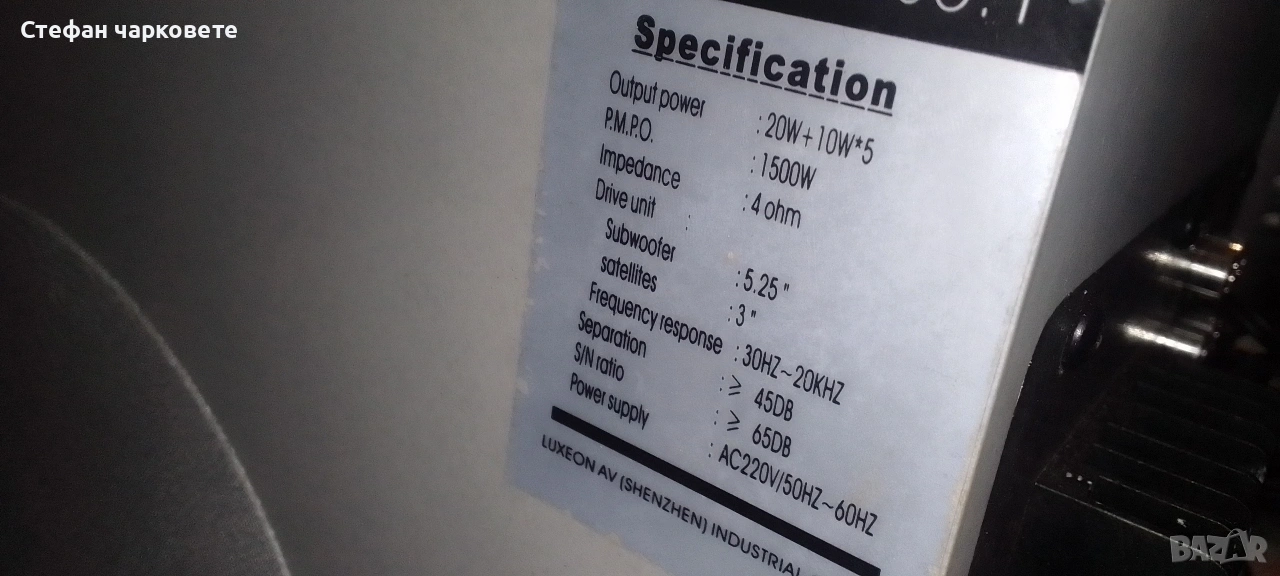 Стефан чарковете
Specification
Output power : 20W+10W*5
P.M.P.O. : 1500W
Impedance : 4 ohm
Drive unit :
Subwoofer : 5.25 "
satellites : 3 "
Frequency response : 30HZ~20KHZ
Separation : ≥ 45DB
S/N ratio : ≥ 65DB
Power supply : AC220V/50HZ~60HZ
LUXEON AV (SHENZHEN) INDUSTRIAL
BAZAR